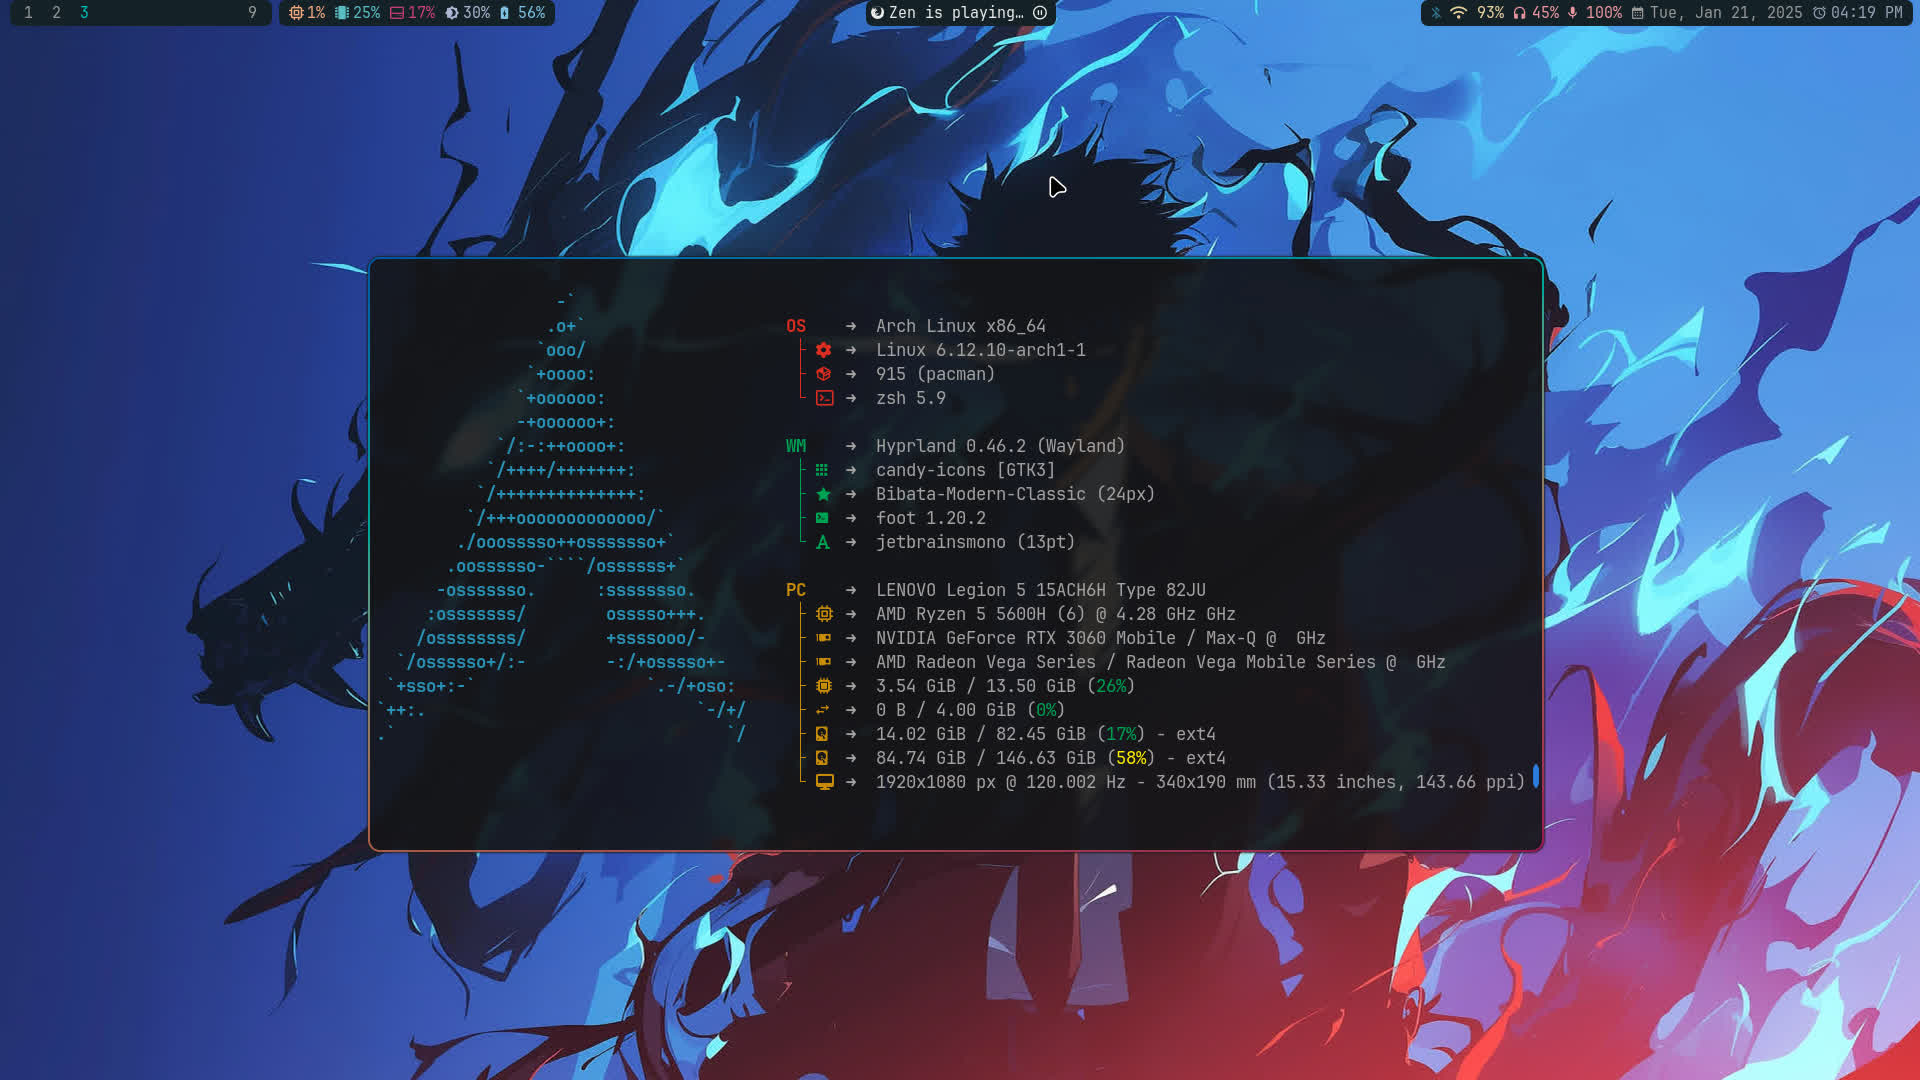 1 2 3 9 1% 25% 17% 30% 56% Zen is playing… 93% 45% 100% Tue, Jan 21, 2025 04:19 PM
-`
.o+`
`ooo/
`+oooo:
`+oooooo:
-+oooooo+:
`/:-:++oooo+:
`/++++/+++++++:
`/++++++++++++++:
`/+++ooooooooooooo/`
./ooosssso++osssssso+`
.oossssso-````/ossssss+`
-osssssso. :ssssssso.
:osssssss/ osssso+++.
/ossssssss/ +ssssooo/-
`/ossssso+/:- -:/+osssso+-
`+sso+:-` `.-/+oso:
`++:. `-/+/
.` `/
OS → Arch Linux x86_64
→ Linux 6.12.10-arch1-1
→ 915 (pacman)
→ zsh 5.9
WM → Hyprland 0.46.2 (Wayland)
→ candy-icons [GTK3]
→ Bibata-Modern-Classic (24px)
→ foot 1.20.2
→ jetbrainsmono (13pt)
PC → LENOVO Legion 5 15ACH6H Type 82JU
→ AMD Ryzen 5 5600H (6) @ 4.28 GHz GHz
→ NVIDIA GeForce RTX 3060 Mobile / Max-Q @ GHz
→ AMD Radeon Vega Series / Radeon Vega Mobile Series @ GHz
→ 3.54 GiB / 13.50 GiB (26%)
→ 0 B / 4.00 GiB (0%)
→ 14.02 GiB / 82.45 GiB (17%) - ext4
→ 84.74 GiB / 146.63 GiB (58%) - ext4
→ 1920x1080 px @ 120.002 Hz - 340x190 mm (15.33 inches, 143.66 ppi)